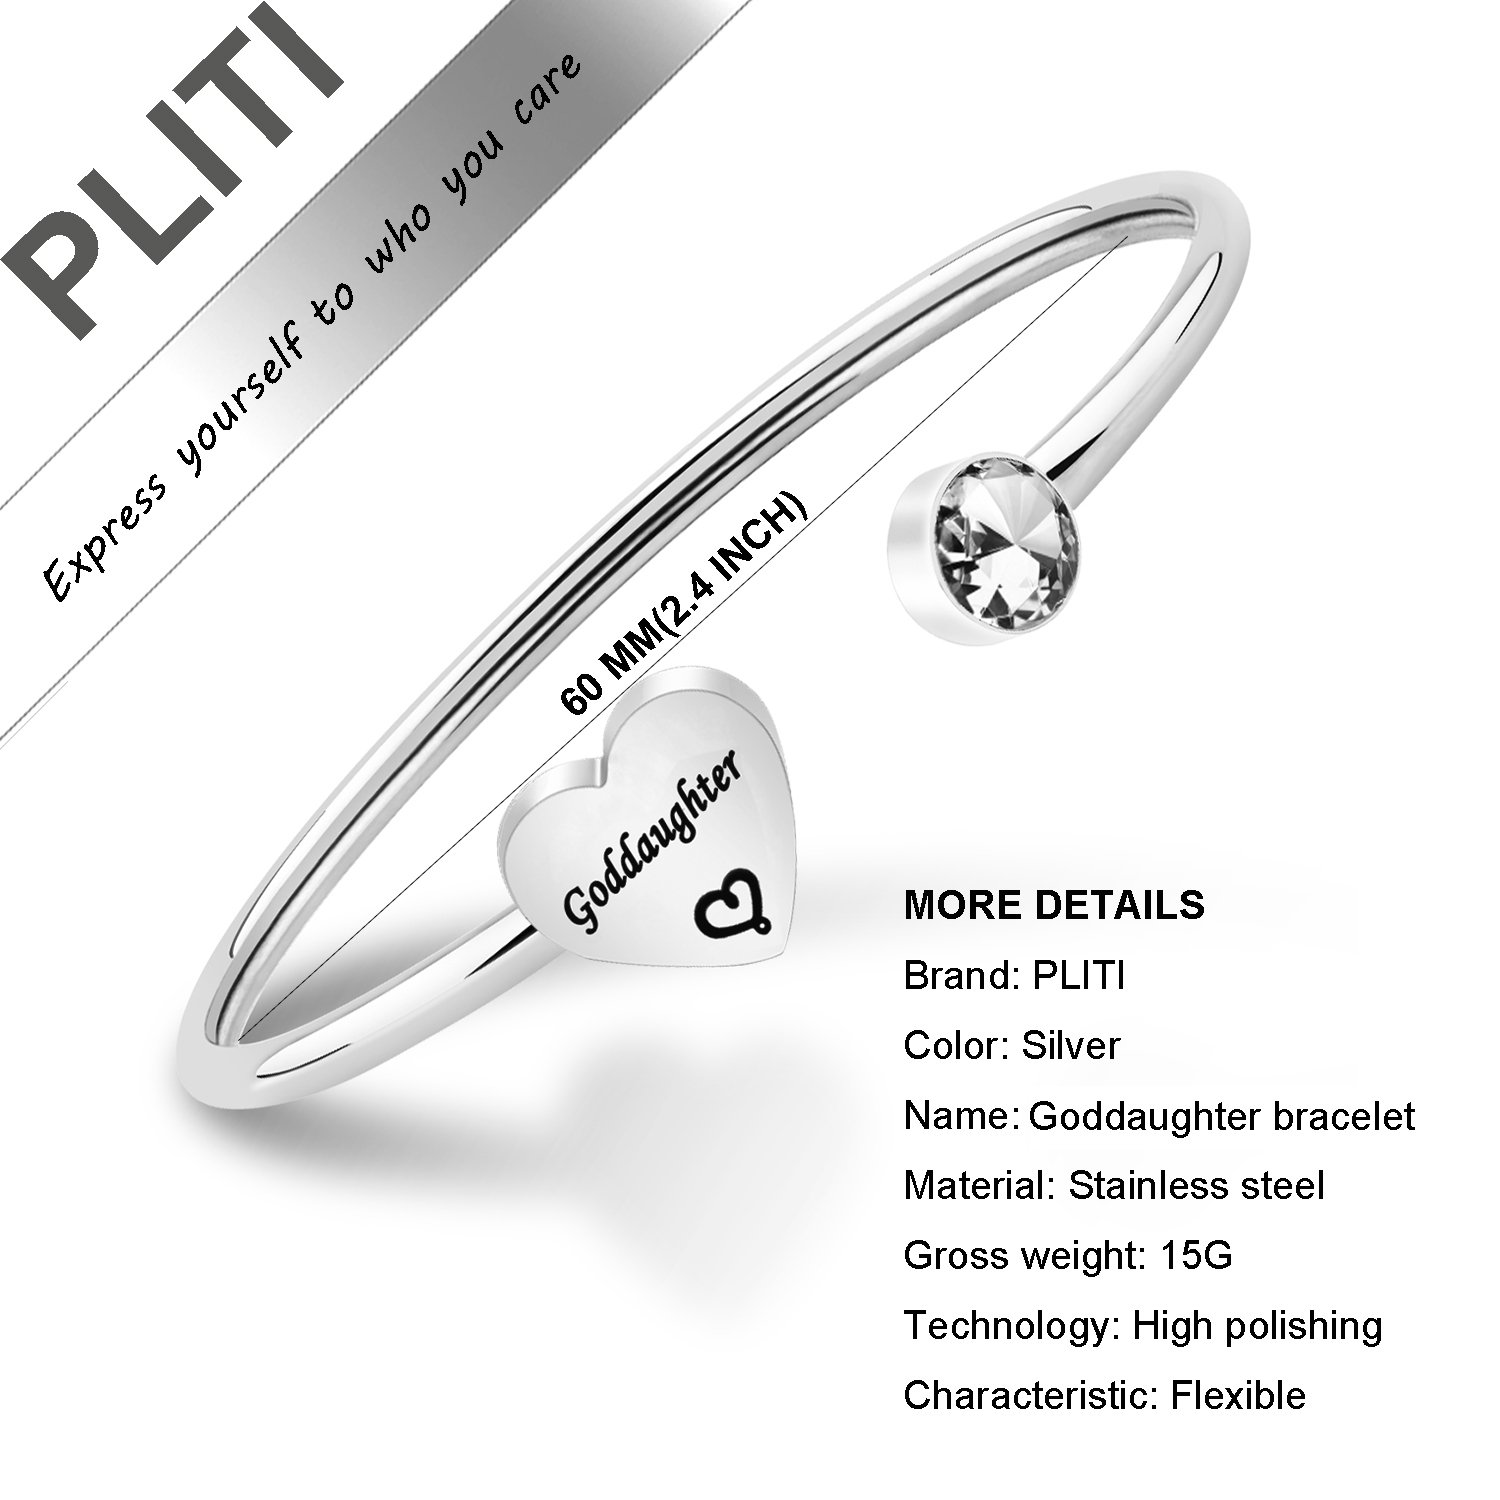 PLITI
Express yourself to who you care
60 MM(2.4 INCH)
Goddaughter
MORE DETAILS
Brand: PLITI
Color: Silver
Name: Goddaughter bracelet
Material: Stainless steel
Gross weight: 15G
Technology: High polishing
Characteristic: Flexible